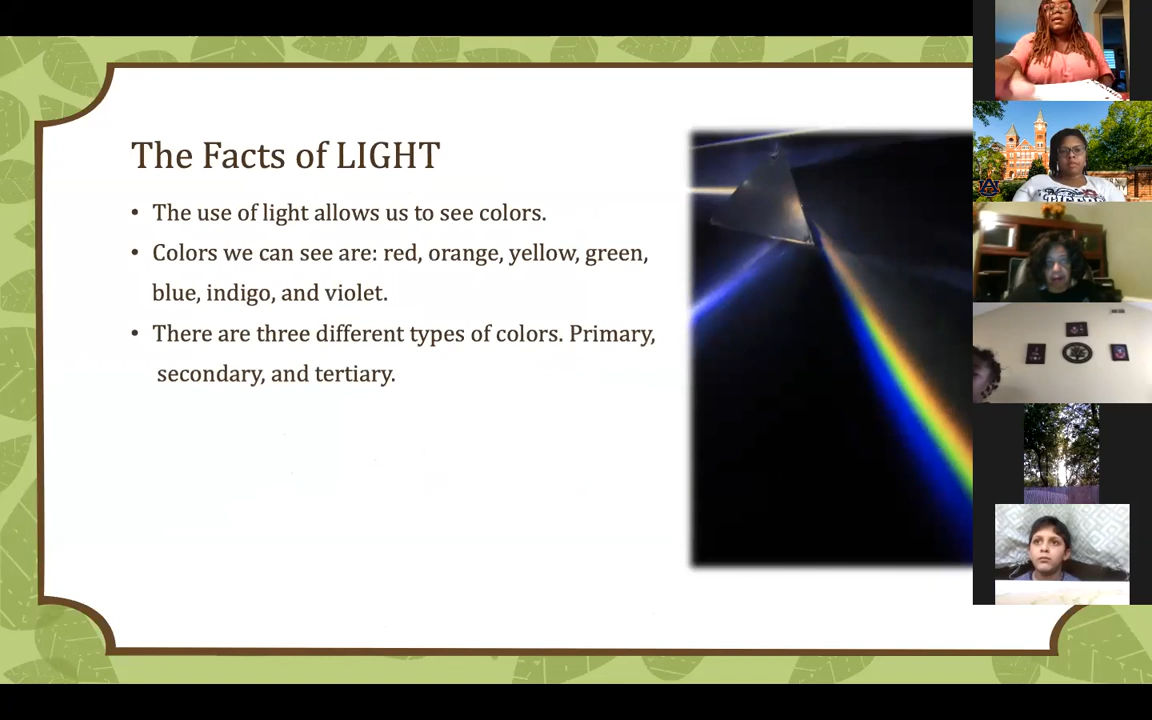 The Facts of LIGHT
• The use of light allows us to see colors.
• Colors we can see are: red, orange, yellow, green,
blue, indigo, and violet.
• There are three different types of colors. Primary,
secondary, and tertiary.